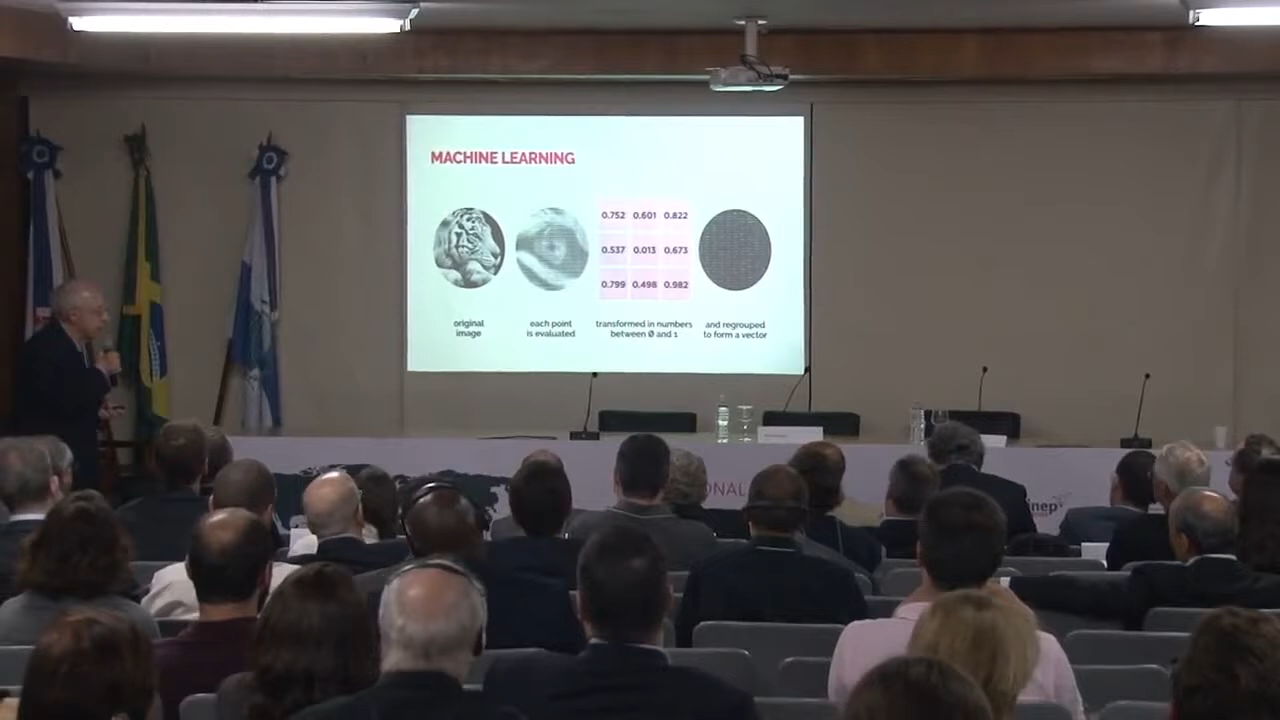 MACHINE LEARNING
0.752 0.601 0.822
0.537 0.013 0.673
0.799 0.498 0.982
original
image
each point
is evaluated
transformed in numbers
between 0 and 1
and regrouped
to form a vector
ONAL
inep